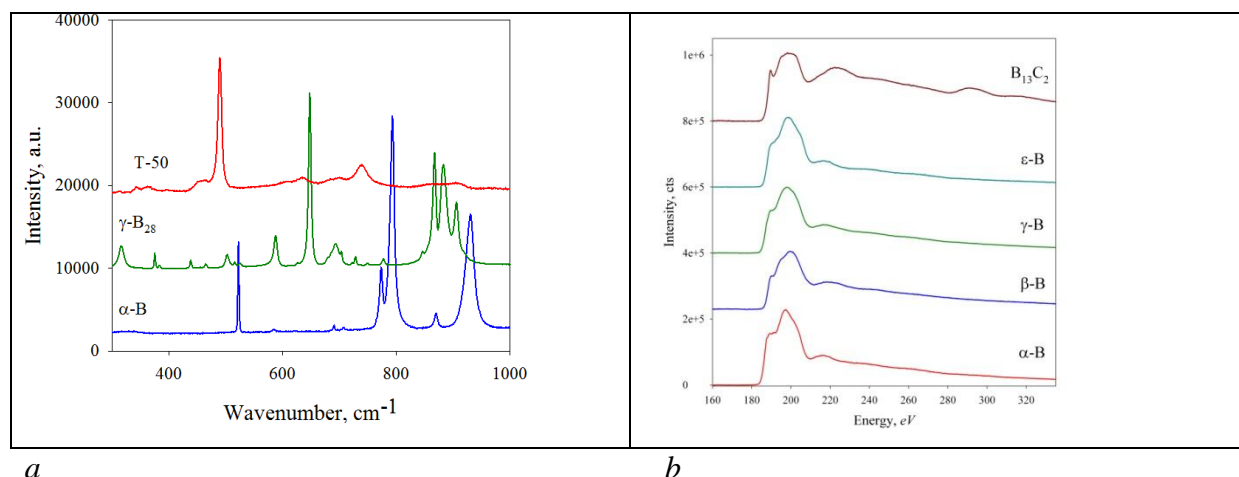 40000
30000
20000
10000
0
Intensity, a.u.
T-50
γ-B₂₈
α-B
400 600 800 1000
Wavenumber, cm⁻¹
1e+6
8e+5
6e+5
4e+5
2e+5
0
Intensity, cts
B₁₃C₂
ε-B
γ-B
β-B
α-B
160 180 200 220 240 260 280 300 320
Energy, eV
a b